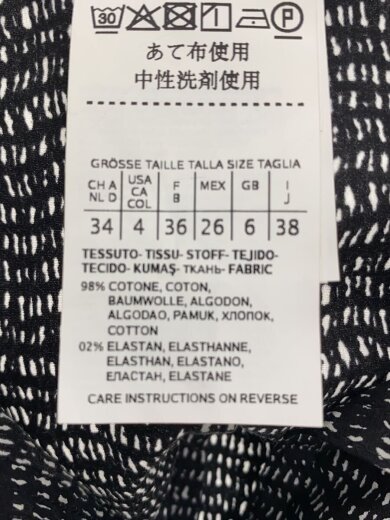 30
P
あて布使用
中性洗剤使用
GRÖSSE TAILLE TALLA SIZE TAGLIA
CH A NL D USA CA COL F B MEX GB I J
34 4 36 26 6 38
TESSUTO- TISSU- STOFF- TEJIDO-
TECIDO- KUMAŞ- ТКАНЬ- FABRIC
98% COTONE, COTON,
BAUMWOLLE, ALGODON,
ALGODAO, PAMUK, ХЛОПОК,
COTTON
02% ELASTAN, ELASTHANNE,
ELASTHAN, ELASTANO,
ЕЛАСТАН, ELASTANE
CARE INSTRUCTIONS ON REVERSE